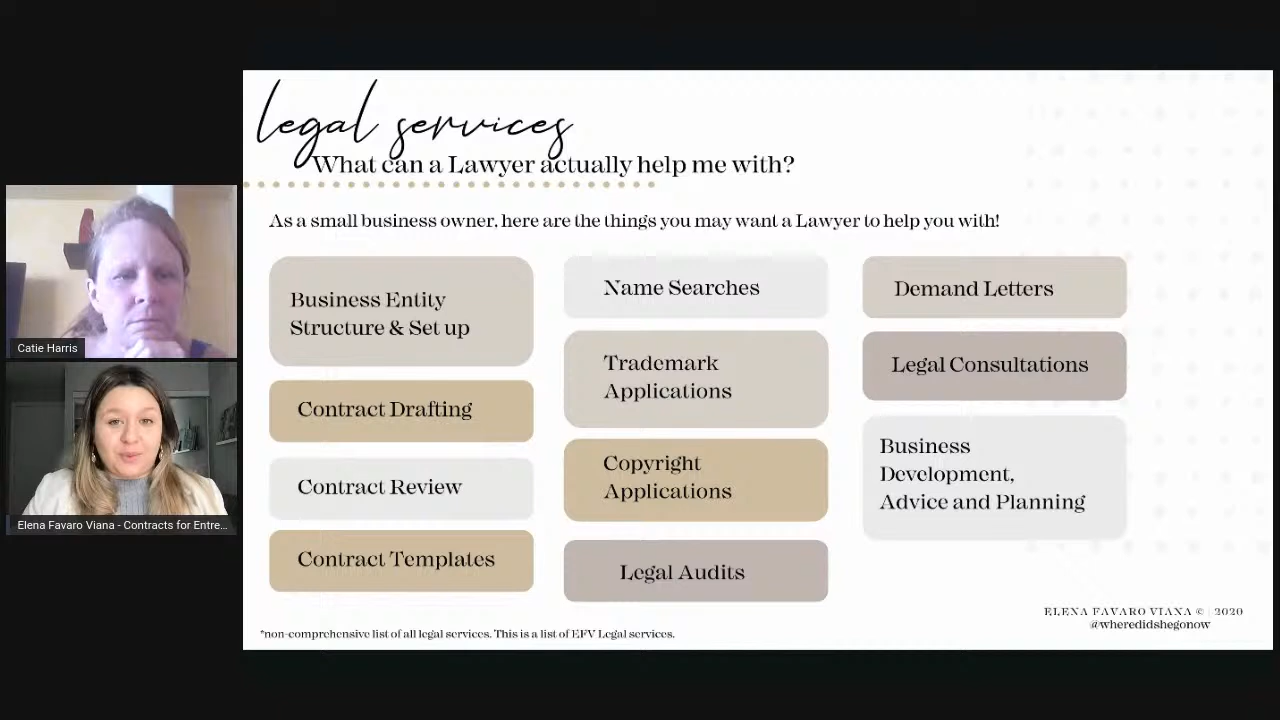 legal services
What can a Lawyer actually help me with?
As a small business owner, here are the things you may want a Lawyer to help you with!
Business Entity
Structure & Set up
Contract Drafting
Contract Review
Contract Templates
Name Searches
Trademark
Applications
Copyright
Applications
Legal Audits
Demand Letters
Legal Consultations
Business
Development,
Advice and Planning
ELENA FAVARO VIANA © | 2020
@wheredidshegonow
*non-comprehensive list of all legal services. This is a list of EFV Legal services.
Catie Harris
Elena Favaro Viana - Contracts for Entre...